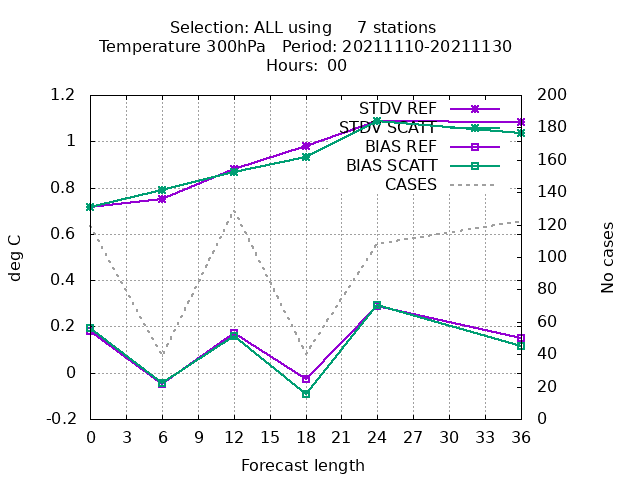 Selection: ALL using     7 stations
Temperature 300hPa   Period: 20211110-20211130
Hours: 00
1.2
1
0.8
0.6
0.4
0.2
0
-0.2
deg C
STDV REF
STDV SCATT
BIAS REF
BIAS SCATT
CASES
200
180
160
140
120
100
80
60
40
20
0
No cases
0 3 6 9 12 15 18 21 24 27 30 33 36
Forecast length